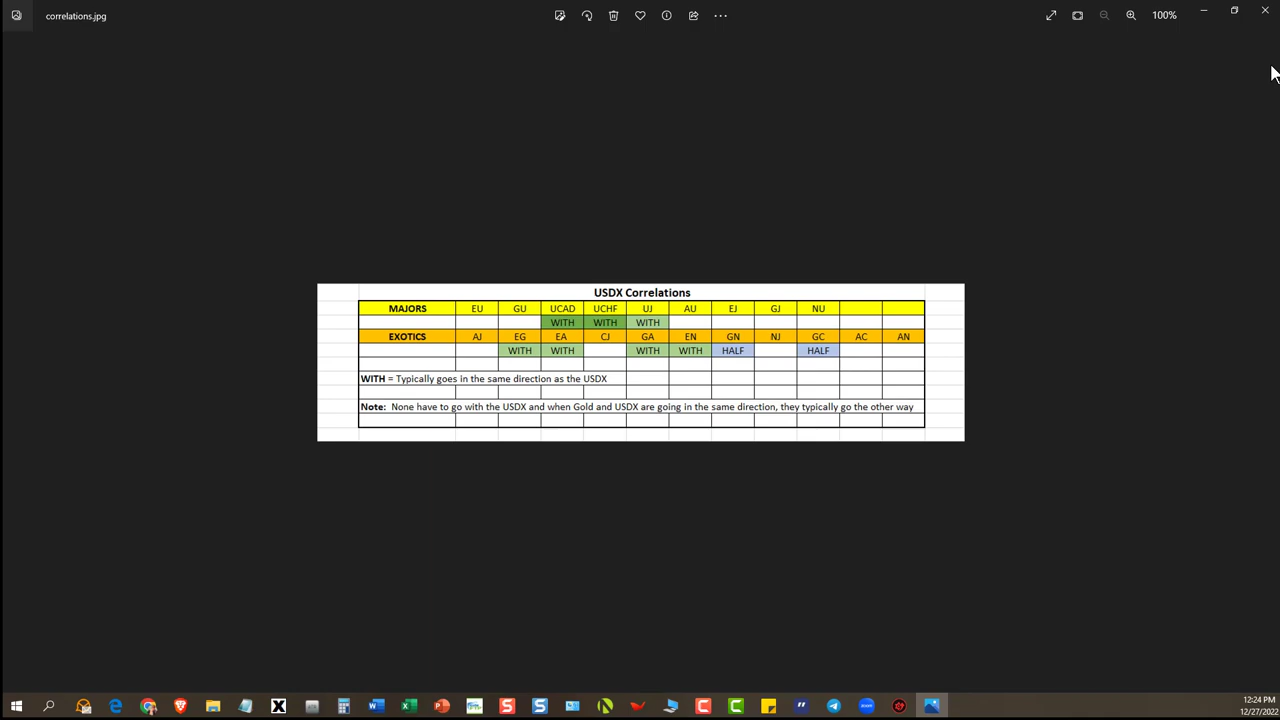 correlations.jpg
100%
USDX Correlations
MAJORS EU GU UCAD UCHF UJ AU EJ GJ NU
WITH WITH WITH
EXOTICS AJ EG EA CJ GA EN GN NJ GC AC AN
WITH WITH WITH WITH HALF HALF
WITH = Typically goes in the same direction as the USDX
Note: None have to go with the USDX and when Gold and USDX are going in the same direction, they typically go the other way
12:24 PM
12/27/2022